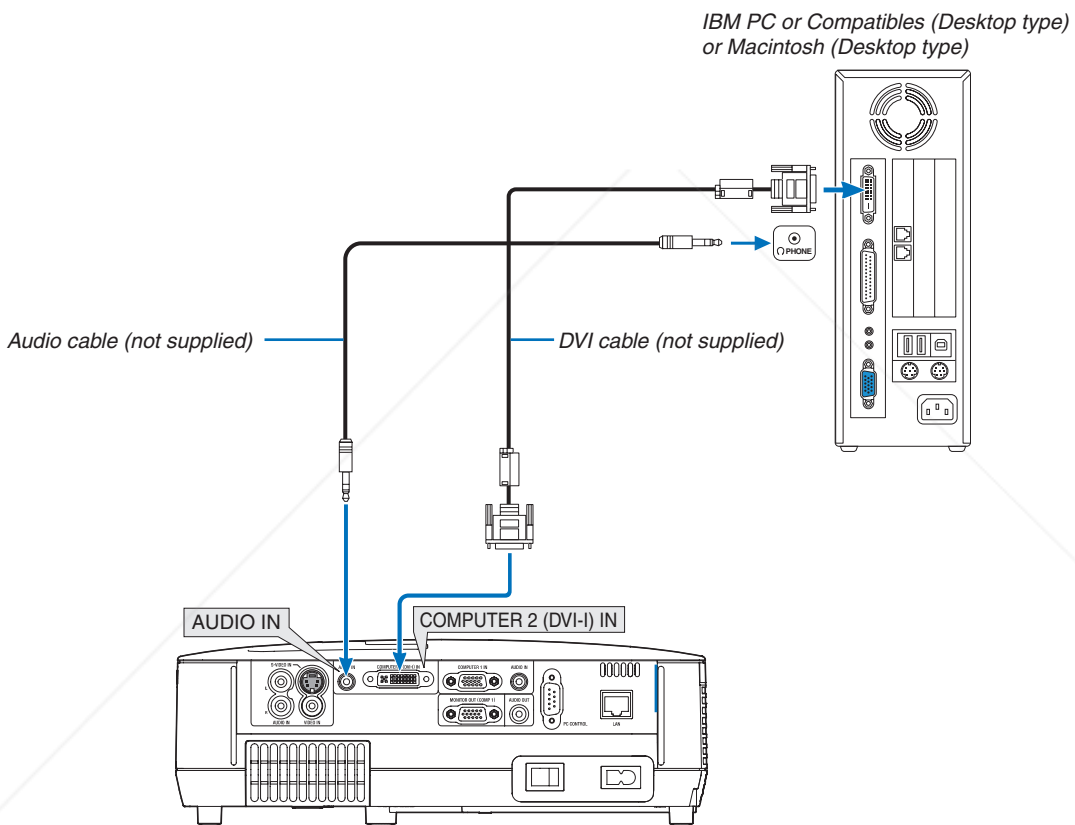 IBM PC or Compatibles (Desktop type)
or Macintosh (Desktop type)
PHONE
Audio cable (not supplied)
DVI cable (not supplied)
AUDIO IN
COMPUTER 2 (DVI-I) IN
S-VIDEO IN
COMPUTER 1 IN
AUDIO IN
L
R
MONITOR OUT (COMP 1)
AUDIO OUT
AUDIO IN
VIDEO IN
PC CONTROL
LAN